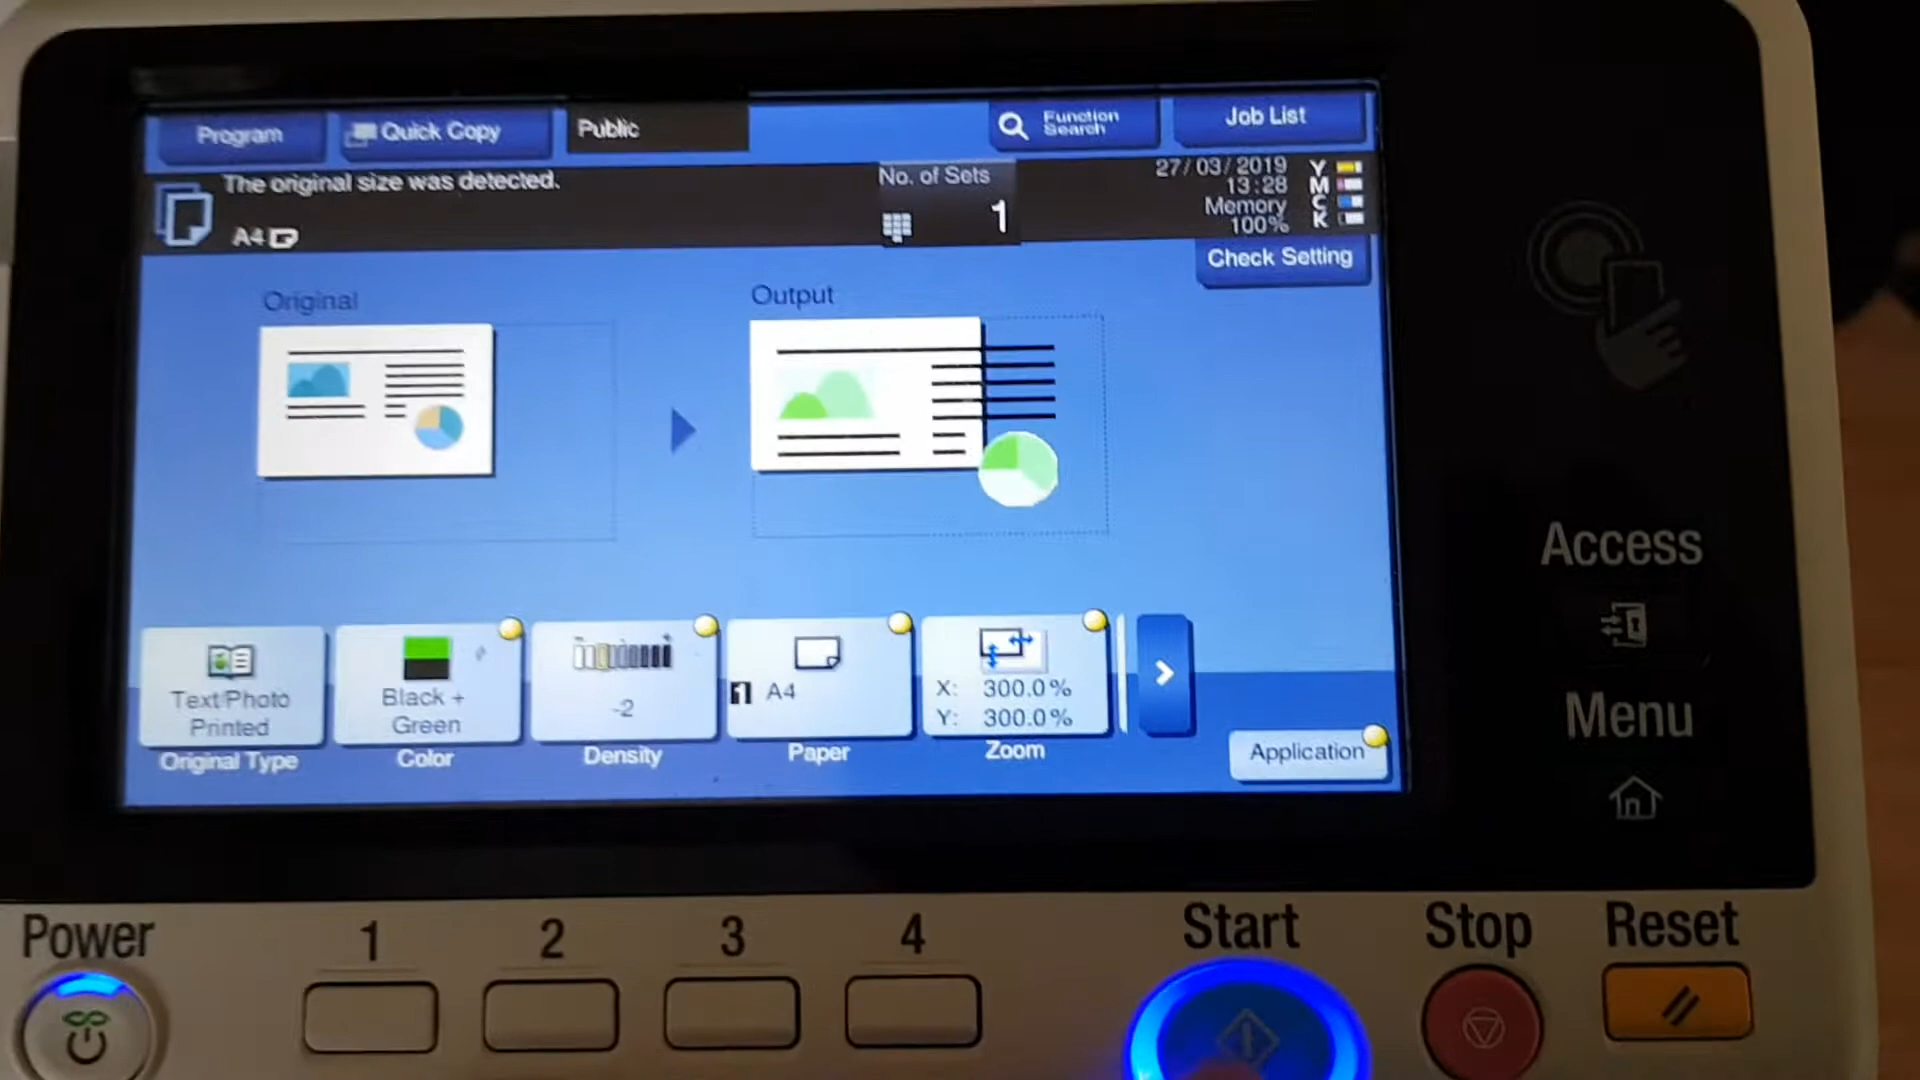 Program
Quick Copy
Public
Function
Search
Job List
The original size was detected.
A4
No. of Sets
1
27/03/2019
13:28
Memory
100%
Y
M
C
K
Check Setting
Original
Output
Text/Photo
Printed
Original Type
Black +
Green
Color
-2
Density
1 A4
Paper
X: 300.0%
Y: 300.0%
Zoom
Application
Access
Menu
Power
1
2
3
4
Start
Stop
Reset